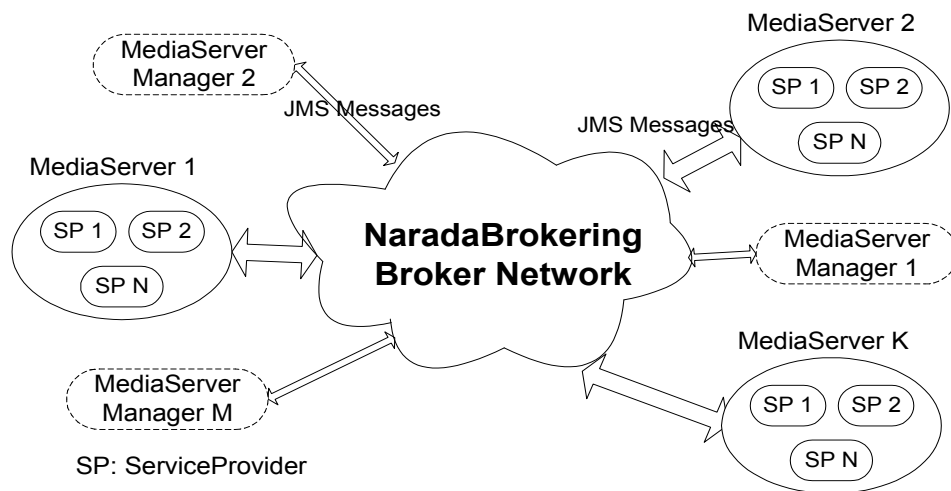 MediaServer
Manager 2
JMS Messages
MediaServer 2
SP 1
SP 2
SP N
JMS Messages
MediaServer 1
SP 1
SP 2
SP N
NaradaBrokering
Broker Network
MediaServer
Manager 1
MediaServer
Manager M
MediaServer K
SP 1
SP 2
SP N
SP: ServiceProvider